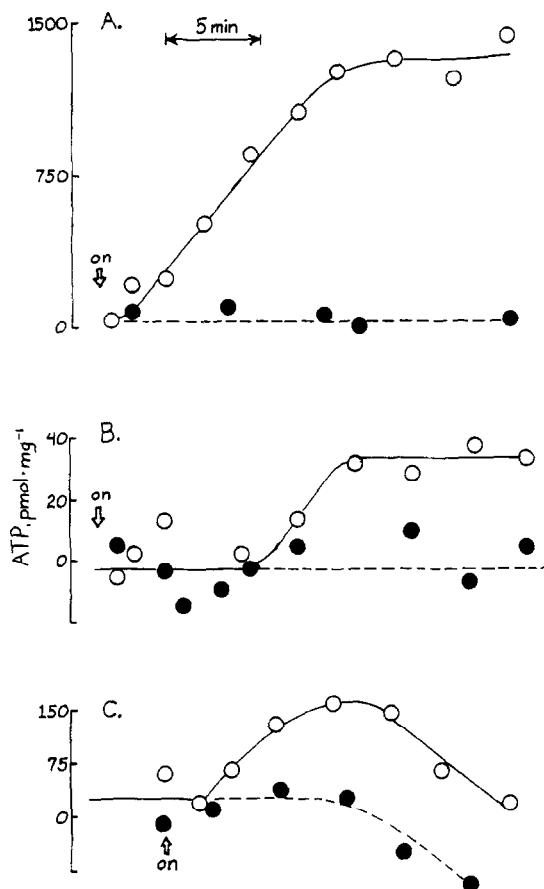 1500
A.
5 min
750
on
0
B.
40
on
20
0
ATP, pmol·mg⁻¹
C.
150
75
0
on